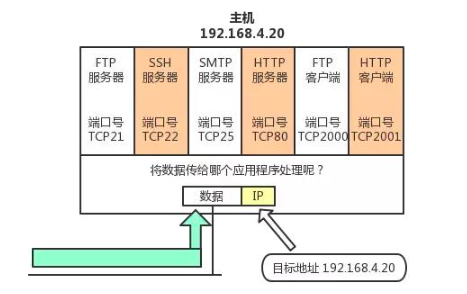 主机
192.168.4.20
FTP
服务器
端口号
TCP21
SSH
服务器
端口号
TCP22
SMTP
服务器
端口号
TCP25
HTTP
服务器
端口号
TCP80
FTP
客户端
端口号
TCP2000
HTTP
客户端
端口号
TCP2001
将数据传给哪个应用程序处理呢？
数据
IP
目标地址 192.168.4.20